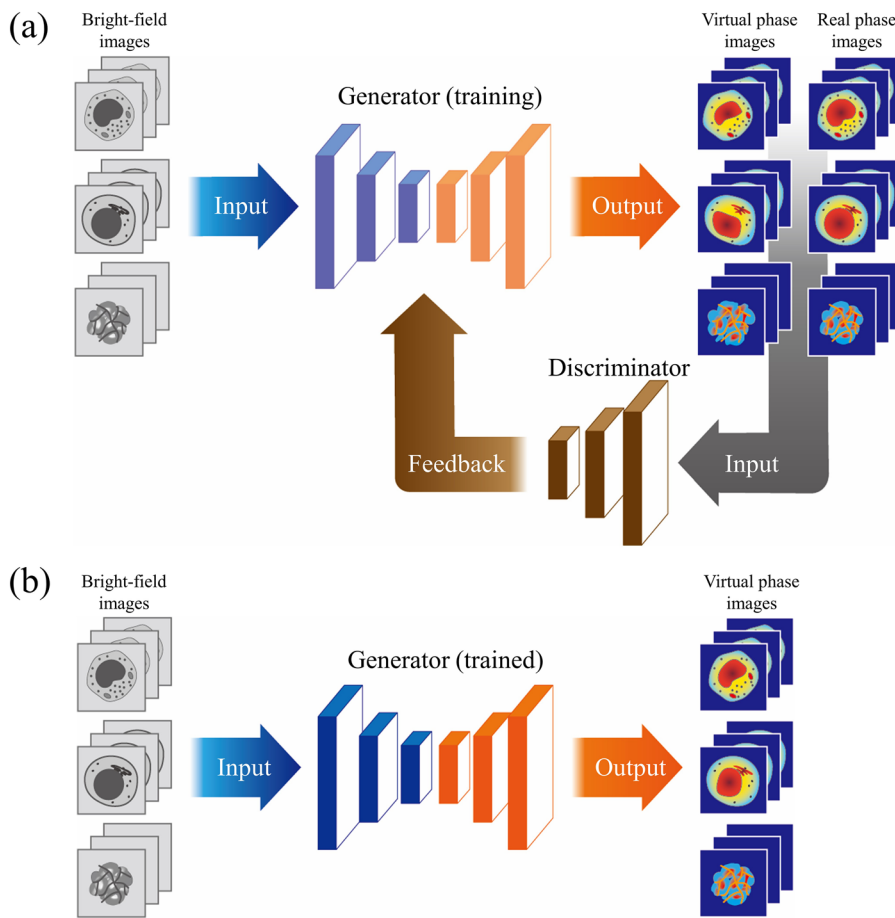 (a)
Bright-field
images
Virtual phase
images
Real phase
images
Generator (training)
Input
Output
Discriminator
Feedback
Input
(b)
Bright-field
images
Virtual phase
images
Generator (trained)
Input
Output